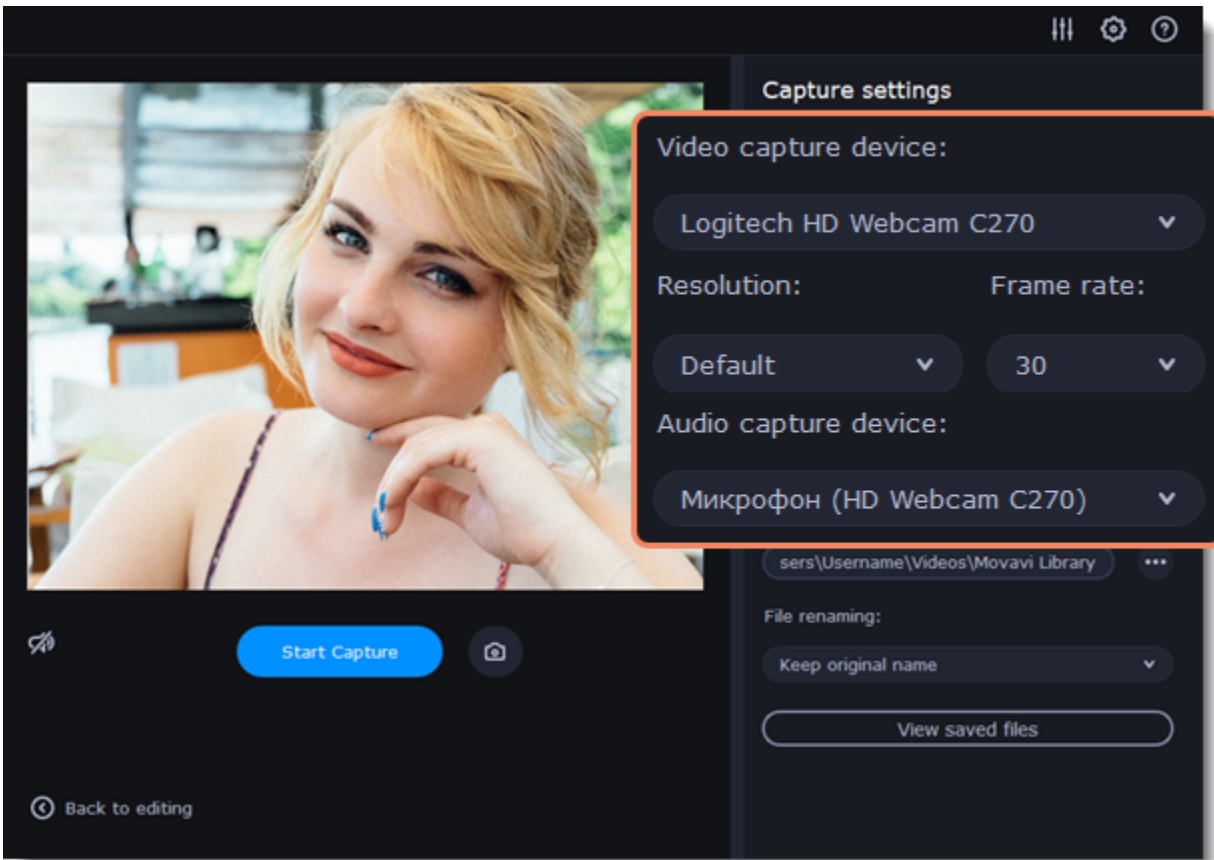 Capture settings
Video capture device:
Logitech HD Webcam C270
Resolution: Frame rate:
Default 30
Audio capture device:
Микрофон (HD Webcam C270)
sers\Username\Videos\Movavi Library
File renaming:
Start Capture
Keep original name
View saved files
Back to editing